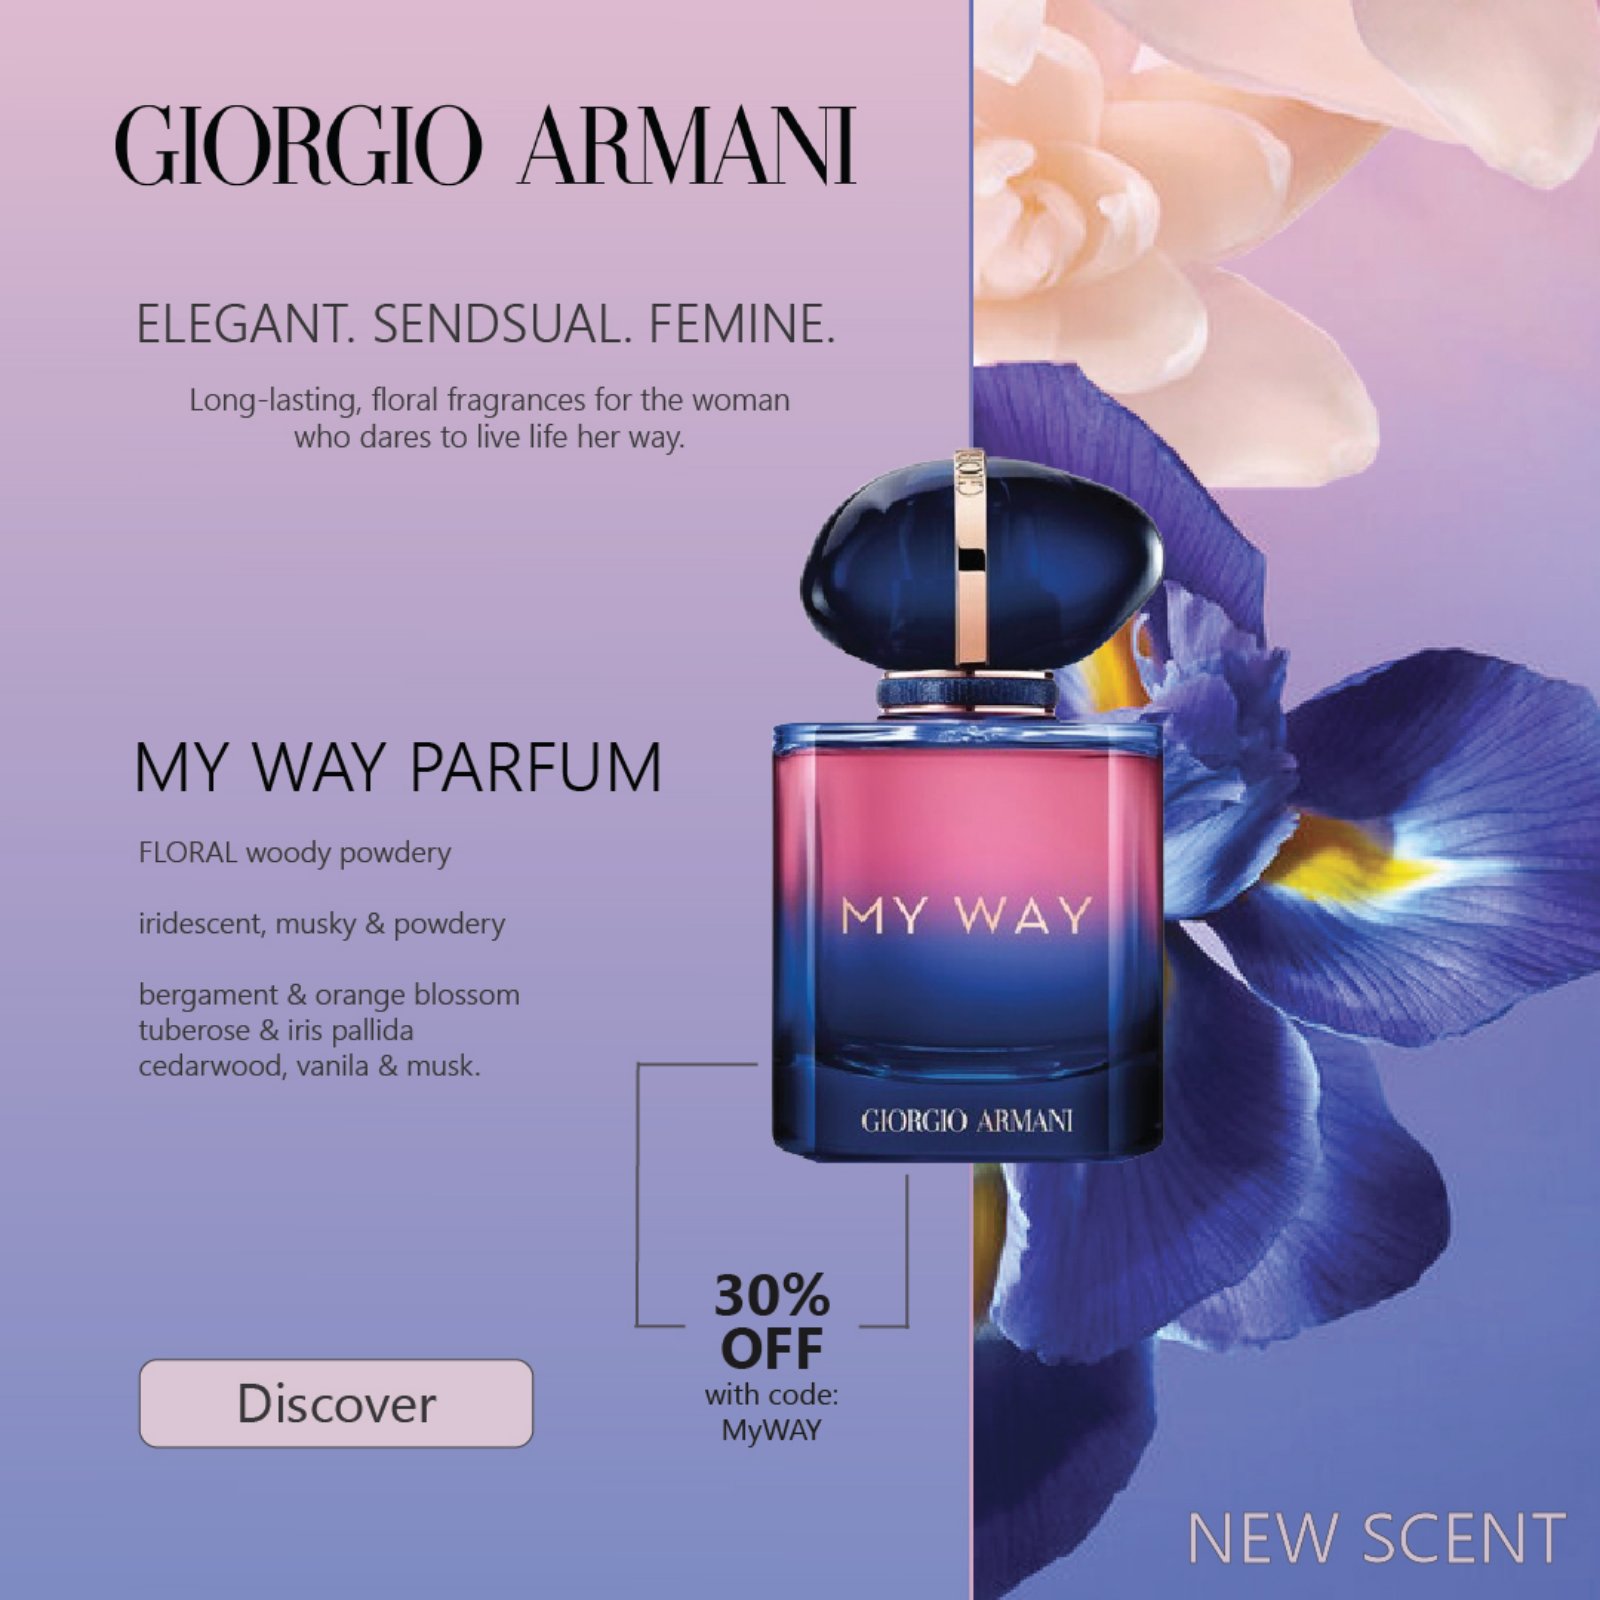 GIORGIO ARMANI
ELEGANT. SENDSUAL. FEMINE.
Long-lasting, floral fragrances for the woman
who dares to live life her way.
GIOR
MY WAY PARFUM
FLORAL woody powdery
iridescent, musky & powdery
bergament & orange blossom
tuberose & iris pallida
cedarwood, vanila & musk.
MY WAY
GIORGIO ARMANI
30%
OFF
with code:
MyWAY
Discover
NEW SCENT